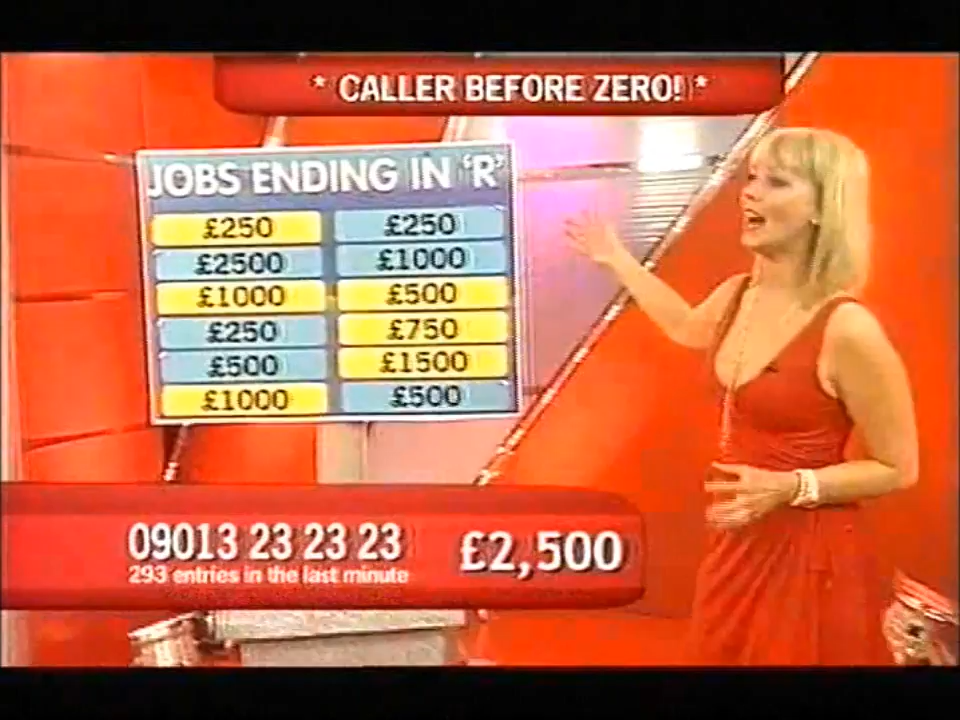 * CALLER BEFORE ZERO! *
JOBS ENDING IN 'R'
£250 £250
£2500 £1000
£1000 £500
£250 £750
£500 £1500
£1000 £500
09013 23 23 23
£2,500
293 entries in the last minute